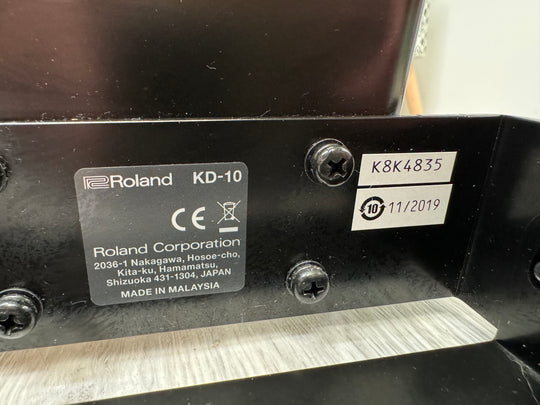 Roland KD-10
CE
Roland Corporation
2036-1 Nakagawa, Hosoe-cho,
Kita-ku, Hamamatsu,
Shizuoka 431-1304, JAPAN
MADE IN MALAYSIA
K8K4835
10 11/2019